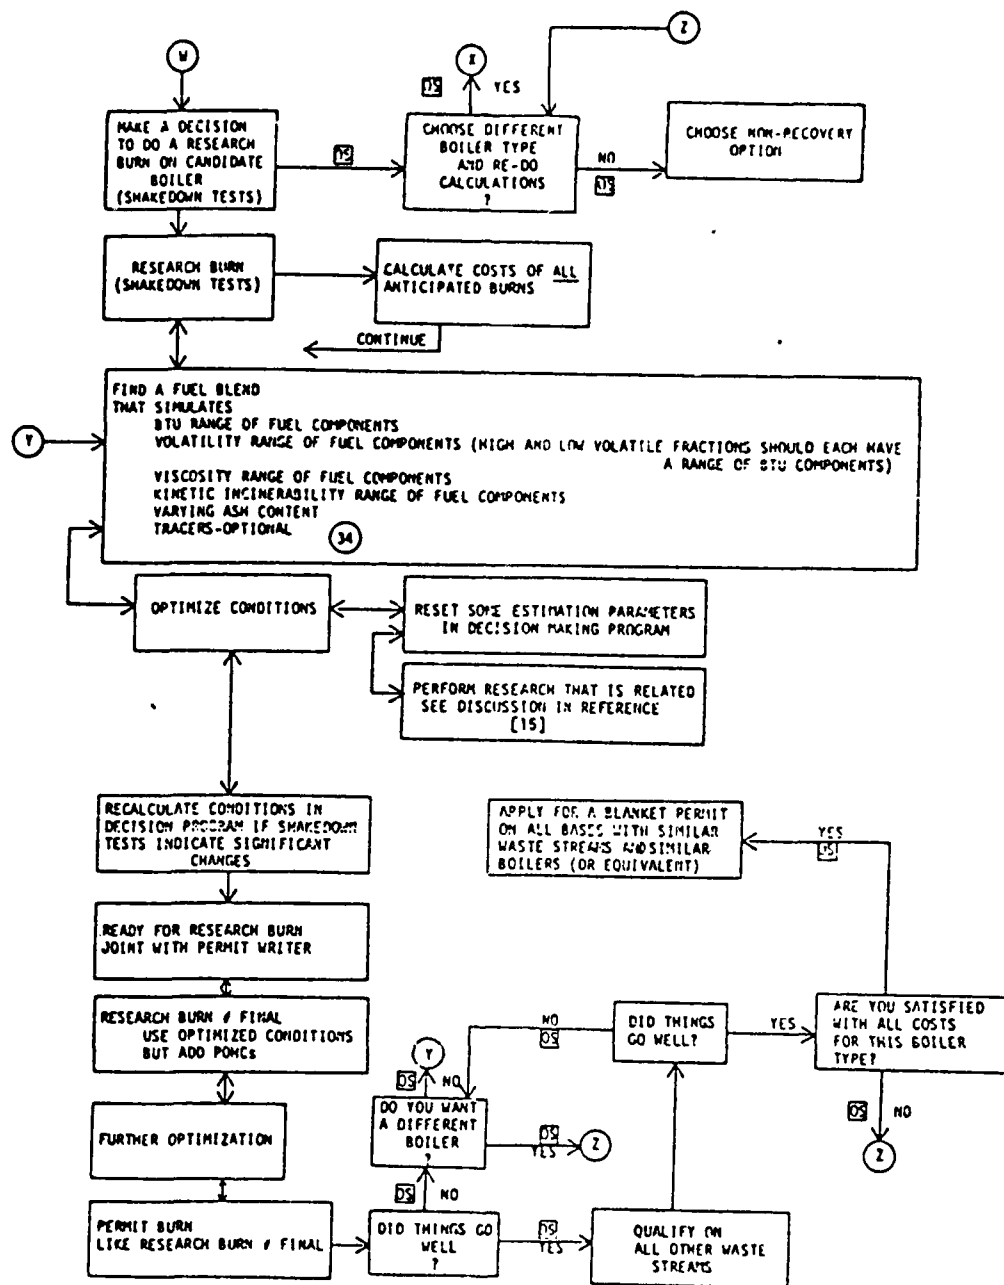 W
Z
X
DS
YES
MAKE A DECISION
TO DO A RESEARCH
BURN ON CANDIDATE
BOILER
(SHAKEDOWN TESTS)
DS
CHOOSE DIFFERENT
BOILER TYPE
AND RE-DO
CALCULATIONS
?
NO
DS
CHOOSE NON-RECOVERY
OPTION
RESEARCH BURN
(SHAKEDOWN TESTS)
CALCULATE COSTS OF ALL
ANTICIPATED BURNS
CONTINUE
FIND A FUEL BLEND
THAT SIMULATES
BTU RANGE OF FUEL COMPONENTS
VOLATILITY RANGE OF FUEL COMPONENTS (HIGH AND LOW VOLATILE FRACTIONS SHOULD EACH HAVE
A RANGE OF BTU COMPONENTS)
VISCOSITY RANGE OF FUEL COMPONENTS
KINETIC INCINERABILITY RANGE OF FUEL COMPONENTS
VARYING ASH CONTENT
TRACERS-OPTIONAL
34
Y
OPTIMIZE CONDITIONS
RESET SOME ESTIMATION PARAMETERS
IN DECISION MAKING PROGRAM
PERFORM RESEARCH THAT IS RELATED
SEE DISCUSSION IN REFERENCE
[15]
RECALCULATE CONDITIONS IN
DECISION PROGRAM IF SHAKEDOWN
TESTS INDICATE SIGNIFICANT
CHANGES
APPLY FOR A BLANKET PERMIT
ON ALL BASES WITH SIMILAR
WASTE STREAMS AND SIMILAR
BOILERS (OR EQUIVALENT)
YES
DS
READY FOR RESEARCH BURN
JOINT WITH PERMIT WRITER
RESEARCH BURN # FINAL
USE OPTIMIZED CONDITIONS
BUT ADD POHCs
NO
DS
DID THINGS
GO WELL?
YES
ARE YOU SATISFIED
WITH ALL COSTS
FOR THIS BOILER
TYPE?
DS
NO
Z
Y
DS
NO
DO YOU WANT
A DIFFERENT
BOILER
?
DS
YES
Z
FURTHER OPTIMIZATION
DS
NO
PERMIT BURN
LIKE RESEARCH BURN # FINAL
DID THINGS GO
WELL
?
DS
YES
QUALIFY ON
ALL OTHER WASTE
STREAMS